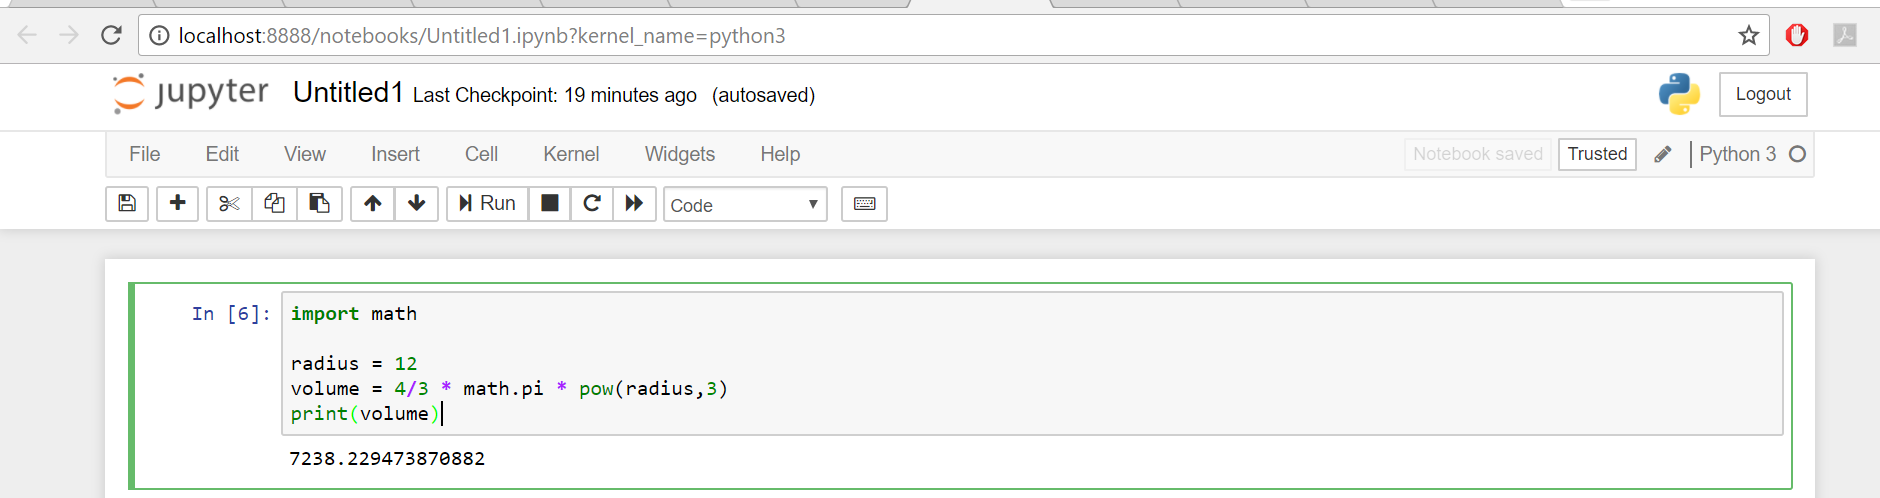 localhost:8888/notebooks/Untitled1.ipynb?kernel_name=python3
jupyter Untitled1 Last Checkpoint: 19 minutes ago (autosaved) Logout
File Edit View Insert Cell Kernel Widgets Help Notebook saved Trusted Python 3
Run Code
In [6]: import math
radius = 12
volume = 4/3 * math.pi * pow(radius,3)
print(volume)
7238.229473870882